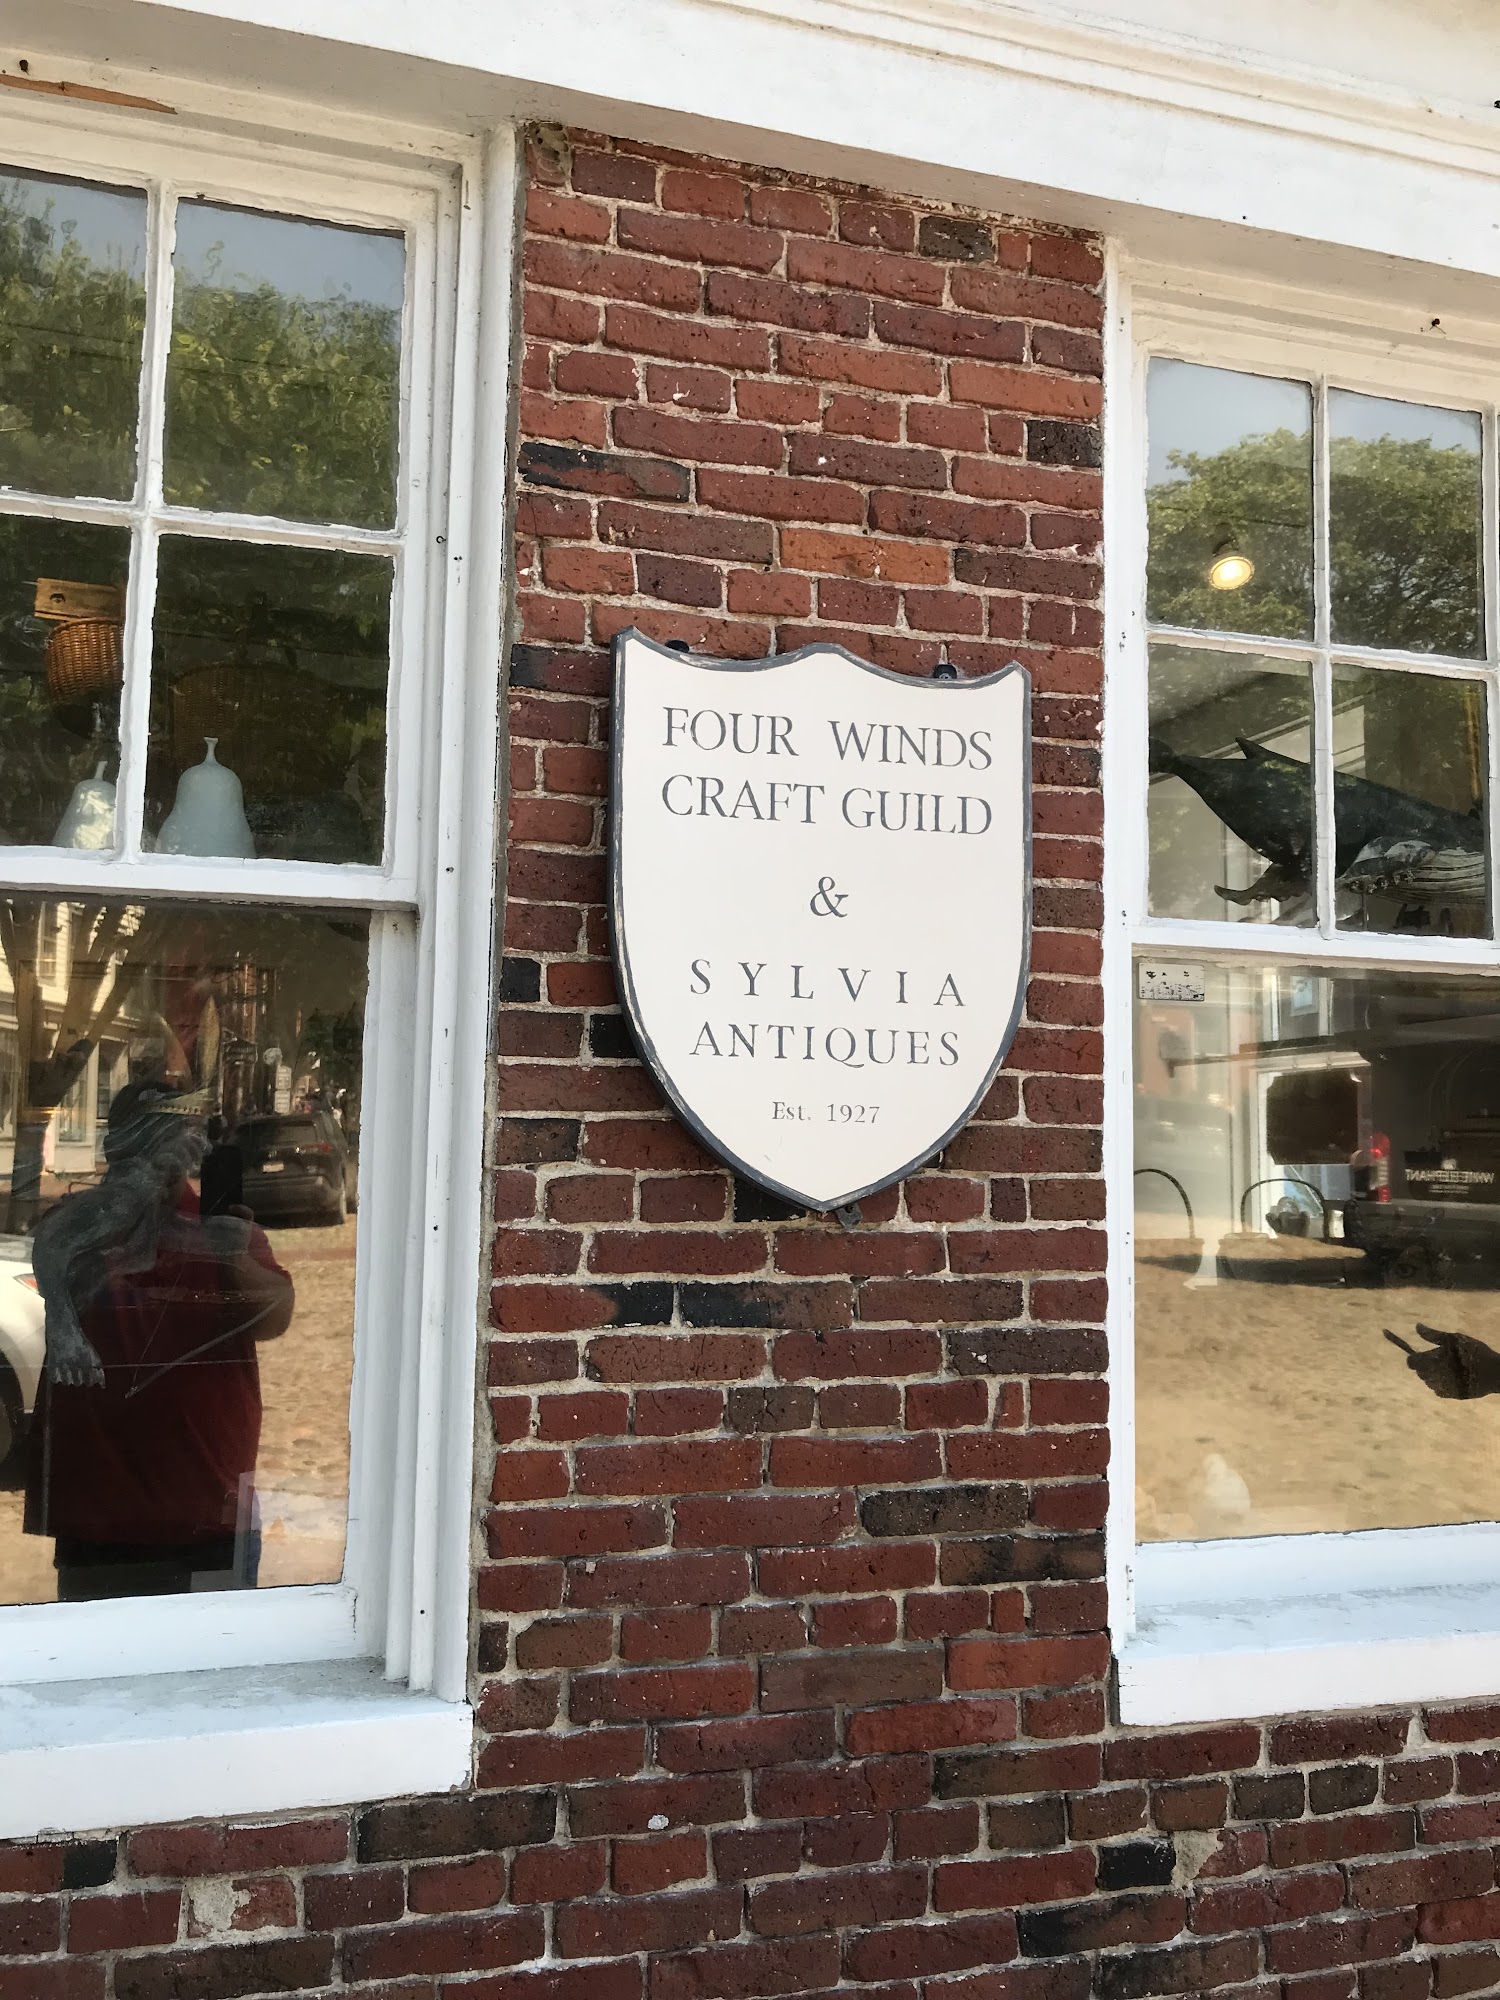 FOUR WINDS
CRAFT GUILD
&
SYLVIA
ANTIQUES
Est. 1927